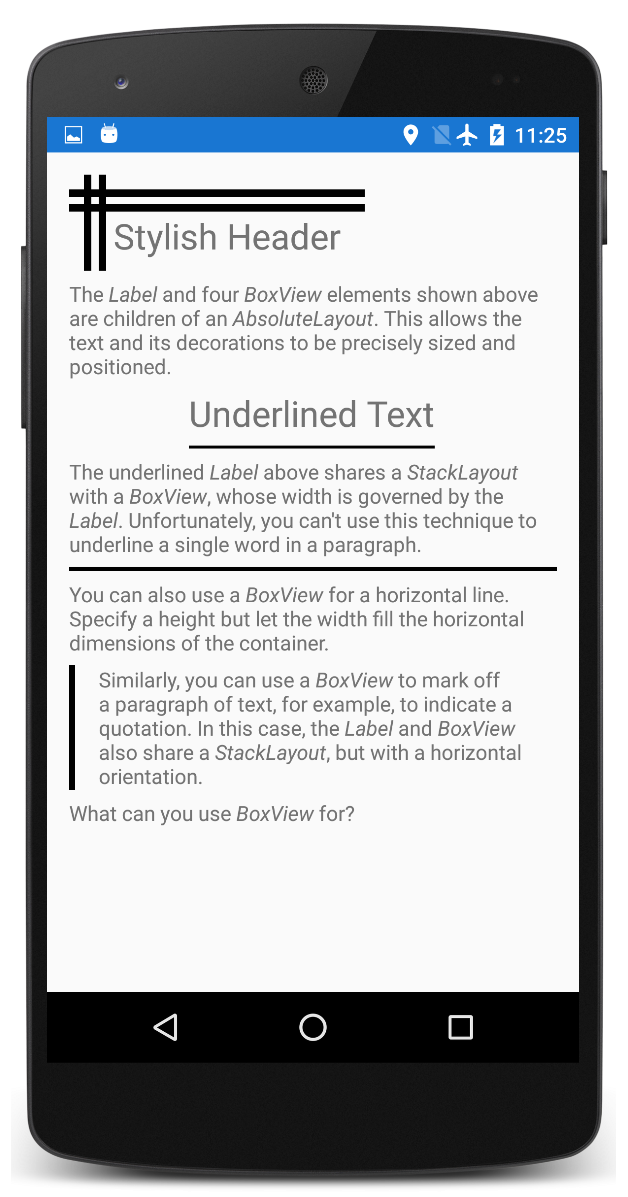 11:25
Stylish Header
The Label and four BoxView elements shown above
are children of an AbsoluteLayout. This allows the
text and its decorations to be precisely sized and
positioned.
Underlined Text
The underlined Label above shares a StackLayout
with a BoxView, whose width is governed by the
Label. Unfortunately, you can't use this technique to
underline a single word in a paragraph.
You can also use a BoxView for a horizontal line.
Specify a height but let the width fill the horizontal
dimensions of the container.
Similarly, you can use a BoxView to mark off
a paragraph of text, for example, to indicate a
quotation. In this case, the Label and BoxView
also share a StackLayout, but with a horizontal
orientation.
What can you use BoxView for?